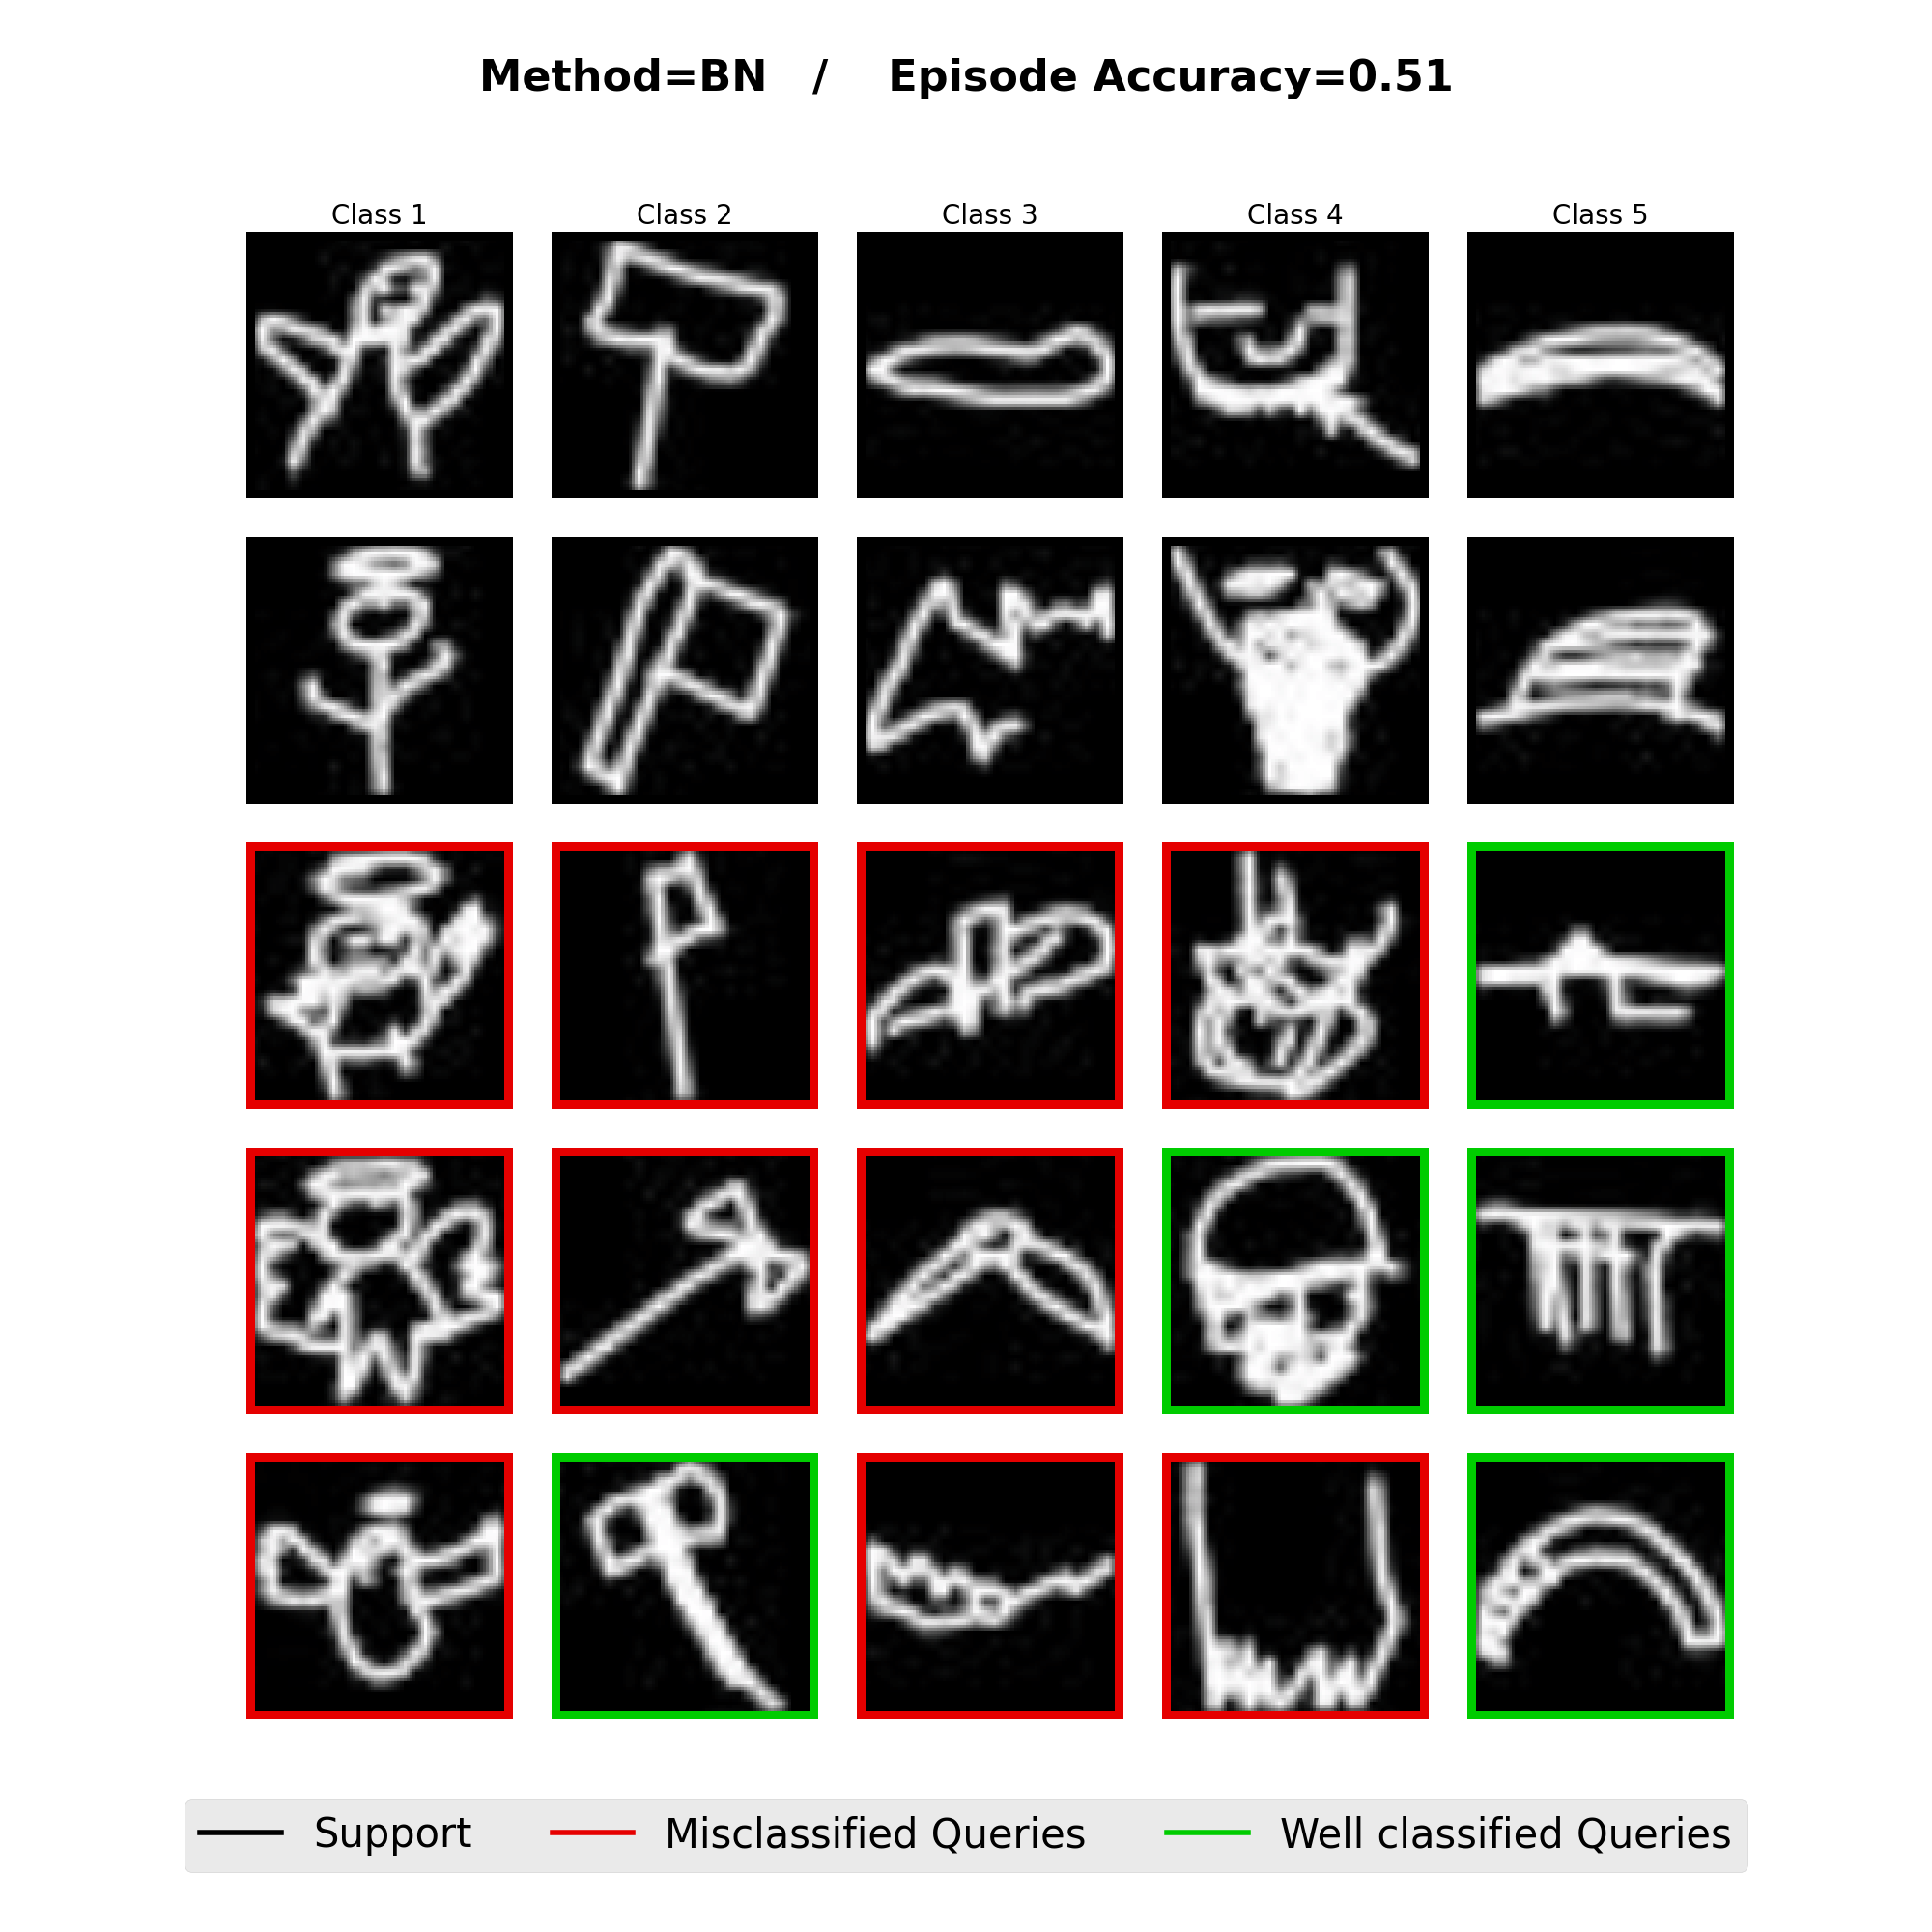 Method=BN / Episode Accuracy=0.51
Class 1 Class 2 Class 3 Class 4 Class 5
Support Misclassified Queries Well classified Queries